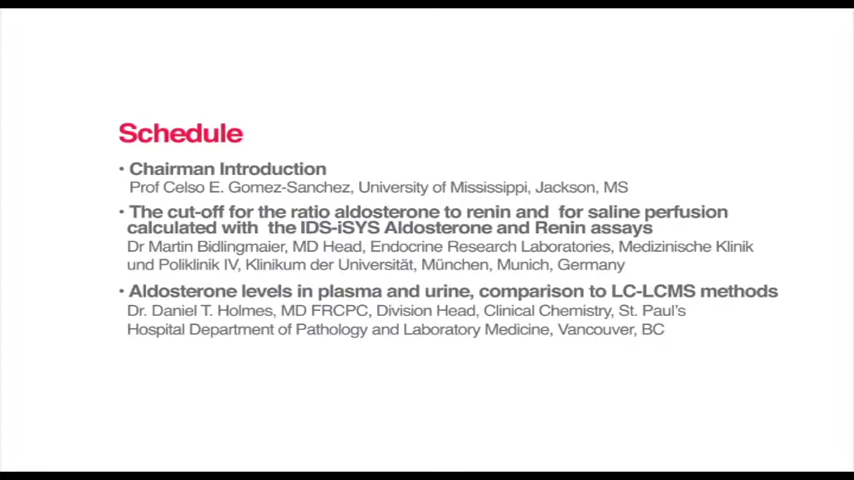 Schedule
• Chairman Introduction
Prof Celso E. Gomez-Sanchez, University of Mississippi, Jackson, MS
• The cut-off for the ratio aldosterone to renin and  for saline perfusion
calculated with  the IDS-iSYS Aldosterone and Renin assays
Dr Martin Bidlingmaier, MD Head, Endocrine Research Laboratories, Medizinische Klinik
und Poliklinik IV, Klinikum der Universität, München, Munich, Germany
• Aldosterone levels in plasma and urine, comparison to LC-LCMS methods
Dr. Daniel T. Holmes, MD FRCPC, Division Head, Clinical Chemistry, St. Paul's
Hospital Department of Pathology and Laboratory Medicine, Vancouver, BC